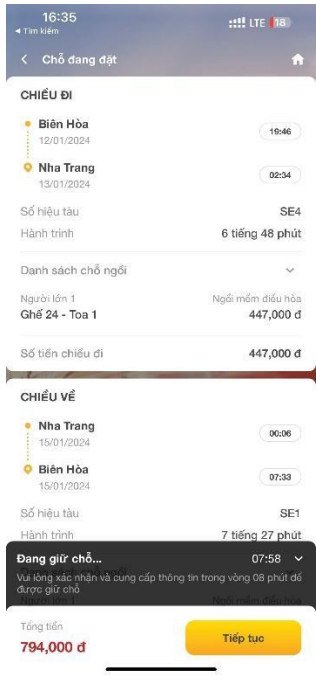 16:35
LTE 18
◄ Tìm kiếm
Chỗ đang đặt
CHIỀU ĐI
Biên Hòa
19:46
12/01/2024
Nha Trang
02:34
13/01/2024
Số hiệu tàu SE4
Hành trình 6 tiếng 48 phút
Danh sách chỗ ngồi
Người lớn 1 Ngồi mềm điều hòa
Ghế 24 - Toa 1 447,000 đ
Số tiền chiều đi 447,000 đ
CHIỀU VỀ
Nha Trang
00:06
15/01/2024
Biên Hòa
07:33
15/01/2024
Số hiệu tàu SE1
Hành trình 7 tiếng 27 phút
Đang giữ chỗ... 07:58
Vui lòng xác nhận và cung cấp thông tin trong vòng 08 phút để
được giữ chỗ
Người lớn 1 Ngồi mềm điều hòa
Tổng tiền
794,000 đ
Tiếp tục